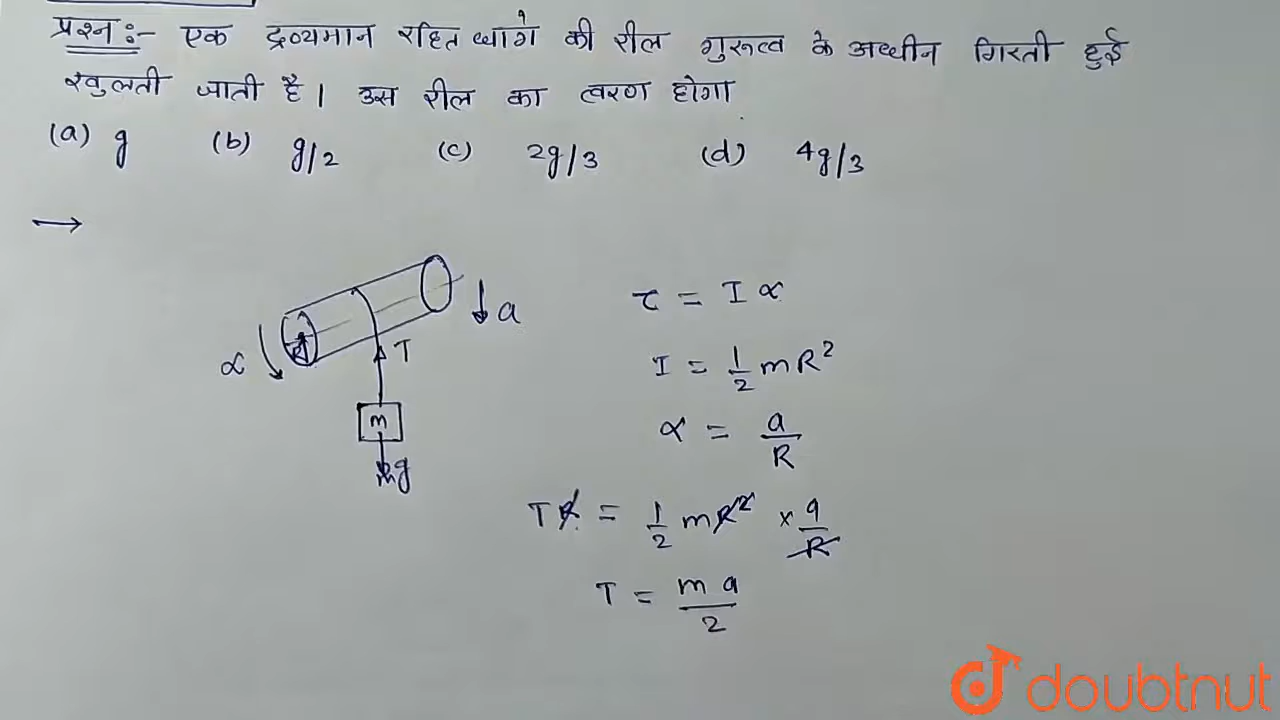 प्रश्न :- एक द्रव्यमान रहित धागे की रील गुरुत्व के अधीन गिरती हुई
खुलती जाती है। उस रील का त्वरण होगा
(a) g (b) g/2 (c) 2g/3 (d) 4g/3
→
a
α
R
T
m
mg
τ = I α
I = 1/2 mR²
α = a/R
TR = 1/2 mR² × a/R
T = ma/2
doubtnut